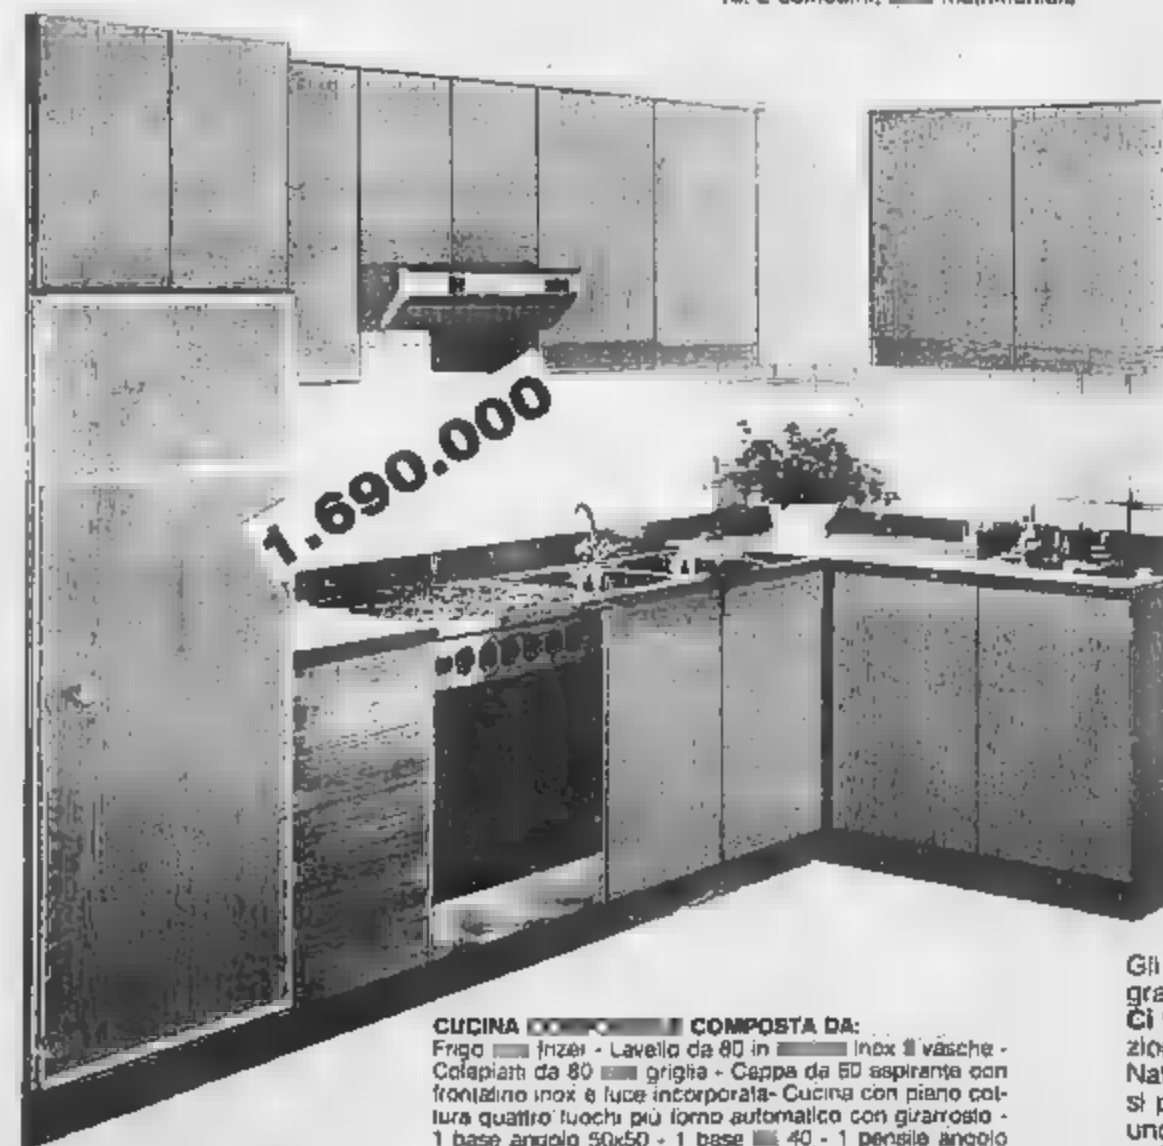 1.690.000
CUCINA COMPOSTA DA:
Frigo frizer - Lavello da 80 in inox vasche -
Colapiatti da 80 griglia - Cappa da 60 aspirante con
frontalino inox e luce incorporata- Cucina con piano cot-
tura quattro fuochi più forno automatico con girarrosto -
1 base angolo 50x50 - 1 base 40 - 1 pensile angolo
Gli
gra
Ci
zio
Nat
si p
uno